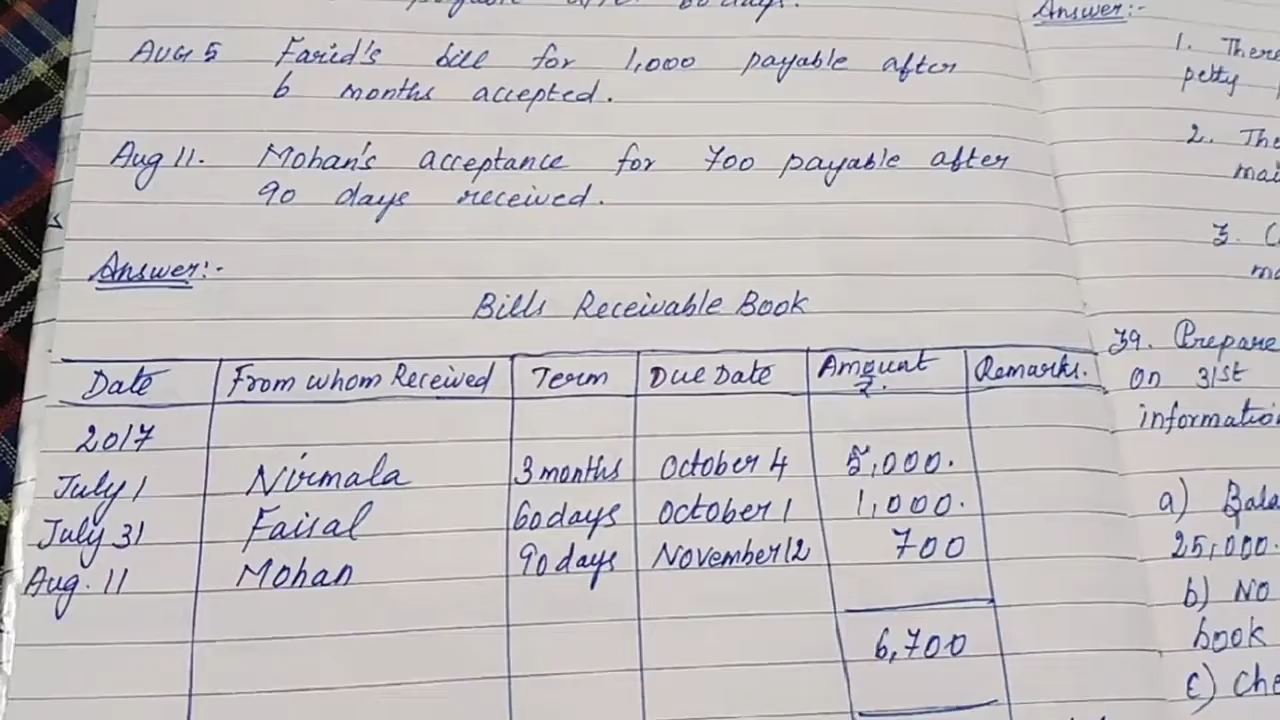 60 days.
AUG 5 Farid's bill for 1,000 payable after
6 months accepted.
Aug 11. Mohan's acceptance for 700 payable after
90 days received.
Answer:-
Bills Receivable Book
Date From whom Received Term Due Date Amount ₹. Remarks.
2017
July 1 Nirmala 3 months October 4 5,000.
July 31 Faisal 60 days October 1 1,000.
Aug. 11 Mohan 90 days November 12 700
6,700
Answer:-
1. There
petty
2. The
mai
3. C
ma
39. Prepare
on 31st
informatio
a) Bala
25,000.
b) No
book
c) Che